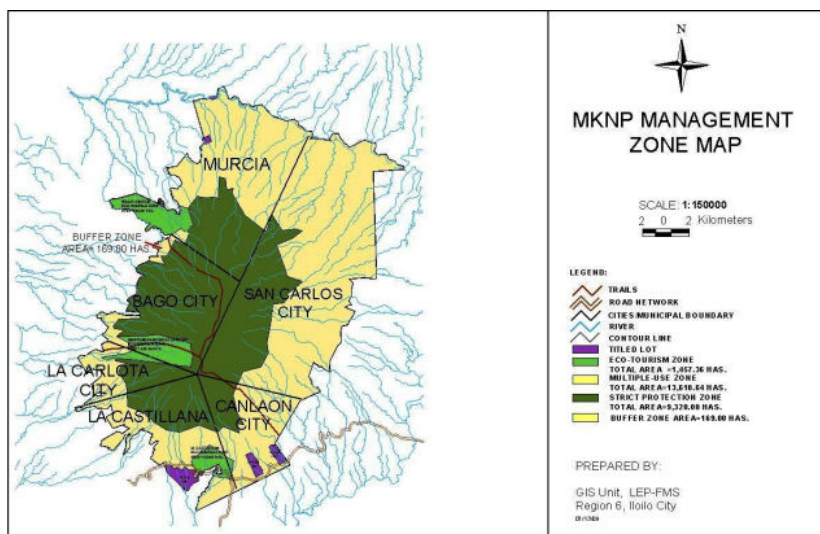 MURCIA
BUFFER ZONE
AREA= 169.80 HAS.
BAGO CITY
SAN CARLOS
CITY
LA CARLOTA
CITY
LA CASTILLANA
CANLAON
CITY
N
MKNP MANAGEMENT
ZONE MAP
SCALE: 1:150000
2 0 2 Kilometers
LEGEND:
TRAILS
ROAD NETWORK
CITIES/MUNICIPAL BOUNDARY
RIVER
CONTOUR LINE
TITLED LOT
ECO-TOURISM ZONE
TOTAL AREA =1,457.36 HAS.
MULTIPLE-USE ZONE
TOTAL AREA=13,610.64 HAS.
STRICT PROTECTION ZONE
TOTAL AREA=9,320.00 HAS.
BUFFER ZONE AREA=169.00 HAS.
PREPARED BY:
GIS Unit, LEP-FMS
Region 6, Iloilo City